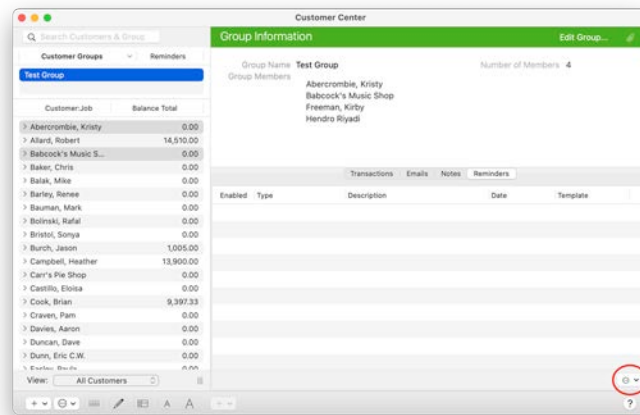 Customer Center
Search Customers & Group
Customer Groups
Reminders
Test Group
Customer:Job
Balance Total
Abercrombie, Kristy 0.00
Allard, Robert 14,510.00
Babcock's Music S... 0.00
Baker, Chris 0.00
Balak, Mike 0.00
Barley, Renee 0.00
Bauman, Mark 0.00
Bolinski, Rafal 0.00
Bristol, Sonya 0.00
Burch, Jason 1,005.00
Campbell, Heather 13,900.00
Carr's Pie Shop 0.00
Castillo, Eloisa 0.00
Cook, Brian 9,397.33
Craven, Pam 0.00
Davies, Aaron 0.00
Duncan, Dave 0.00
Dunn, Eric C.W. 0.00
Easley, Paula 0.00
View: All Customers
A A
Group Information
Edit Group...
Group Name Test Group
Number of Members 4
Group Members
Abercrombie, Kristy
Babcock's Music Shop
Freeman, Kirby
Hendro Riyadi
Transactions Emails Notes Reminders
Enabled Type Description Date Template
?